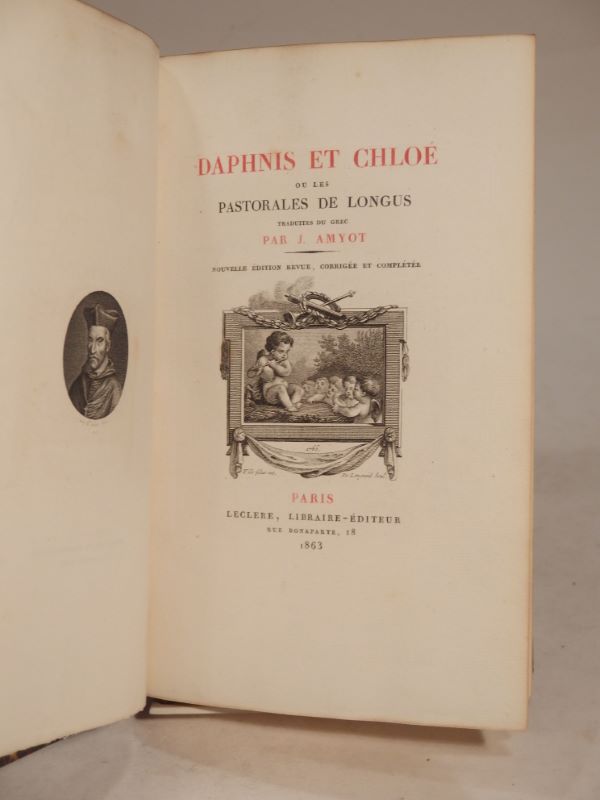 DAPHNIS ET CHLOÉ
OU LES
PASTORALES DE LONGUS
TRADUITES DU GREC
PAR J. AMYOT
NOUVELLE ÉDITION REVUE, CORRIGÉE ET COMPLÉTÉE
PARIS
LECLERE, LIBRAIRE-ÉDITEUR
RUE BONAPARTE, 18
1863